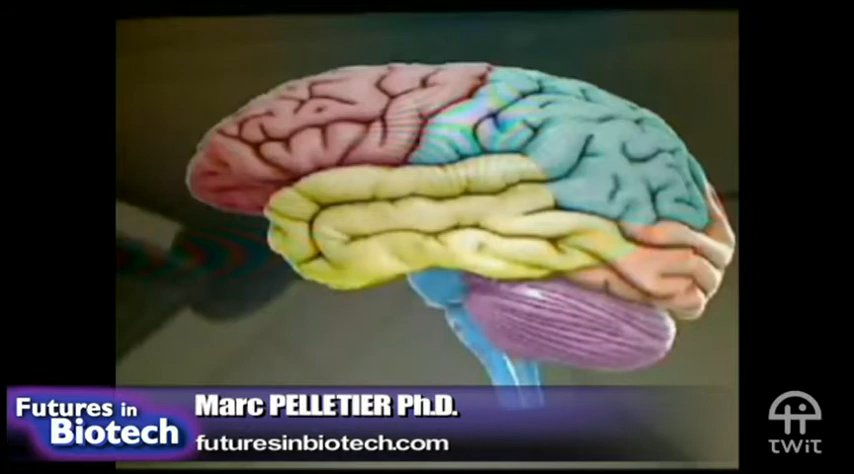 Futures in
Biotech
Marc PELLETIER Ph.D.
futuresinbiotech.com
TWiT